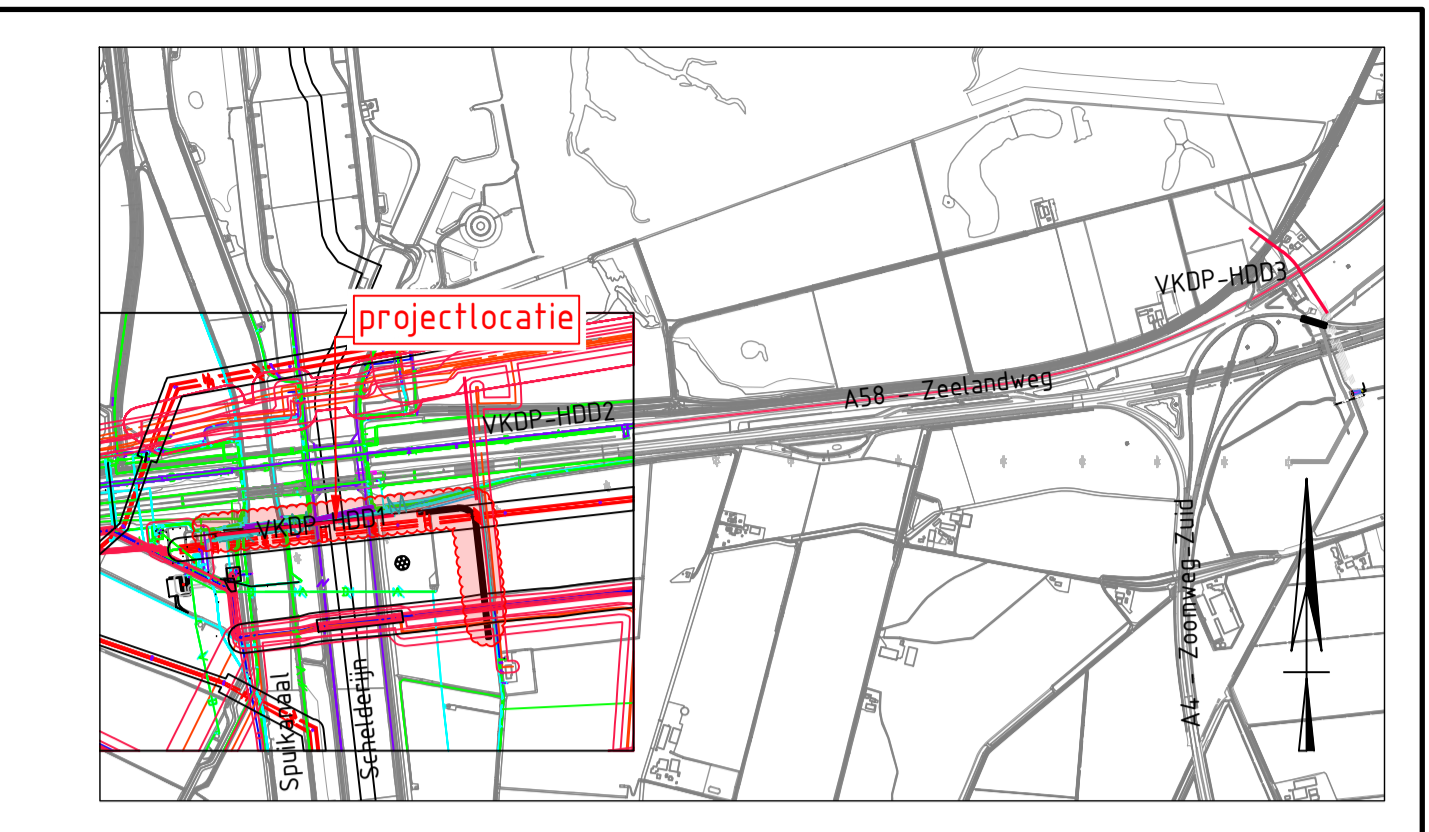 projectlocatie
VKDP-HDD3
A58 - Zeelandweg
VKDP-HDD2
VKDP-HDD1
A4 - Zoomweg-Zuid
Spuikanaal
Schelderijn